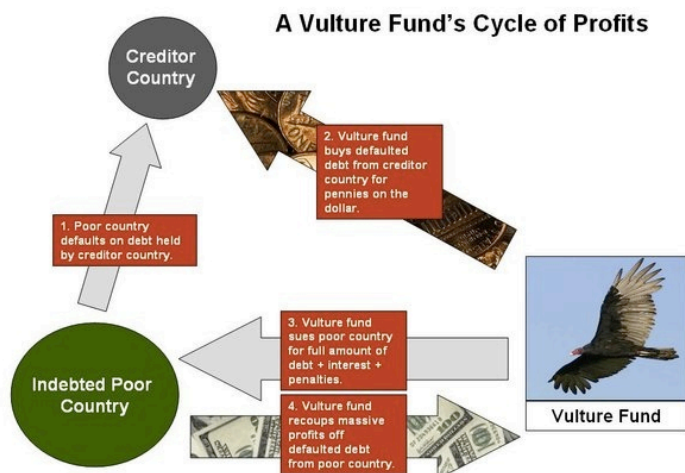 A Vulture Fund's Cycle of Profits
Creditor
Country
2. Vulture fund
buys defaulted
debt from creditor
country for
pennies on the
dollar.
1. Poor country
defaults on debt held
by creditor country.
3. Vulture fund
sues poor country
for full amount of
debt + interest +
penalties.
Indebted Poor
Country
4. Vulture fund
recoups massive
profits off
defaulted debt
from poor country.
Vulture Fund
100